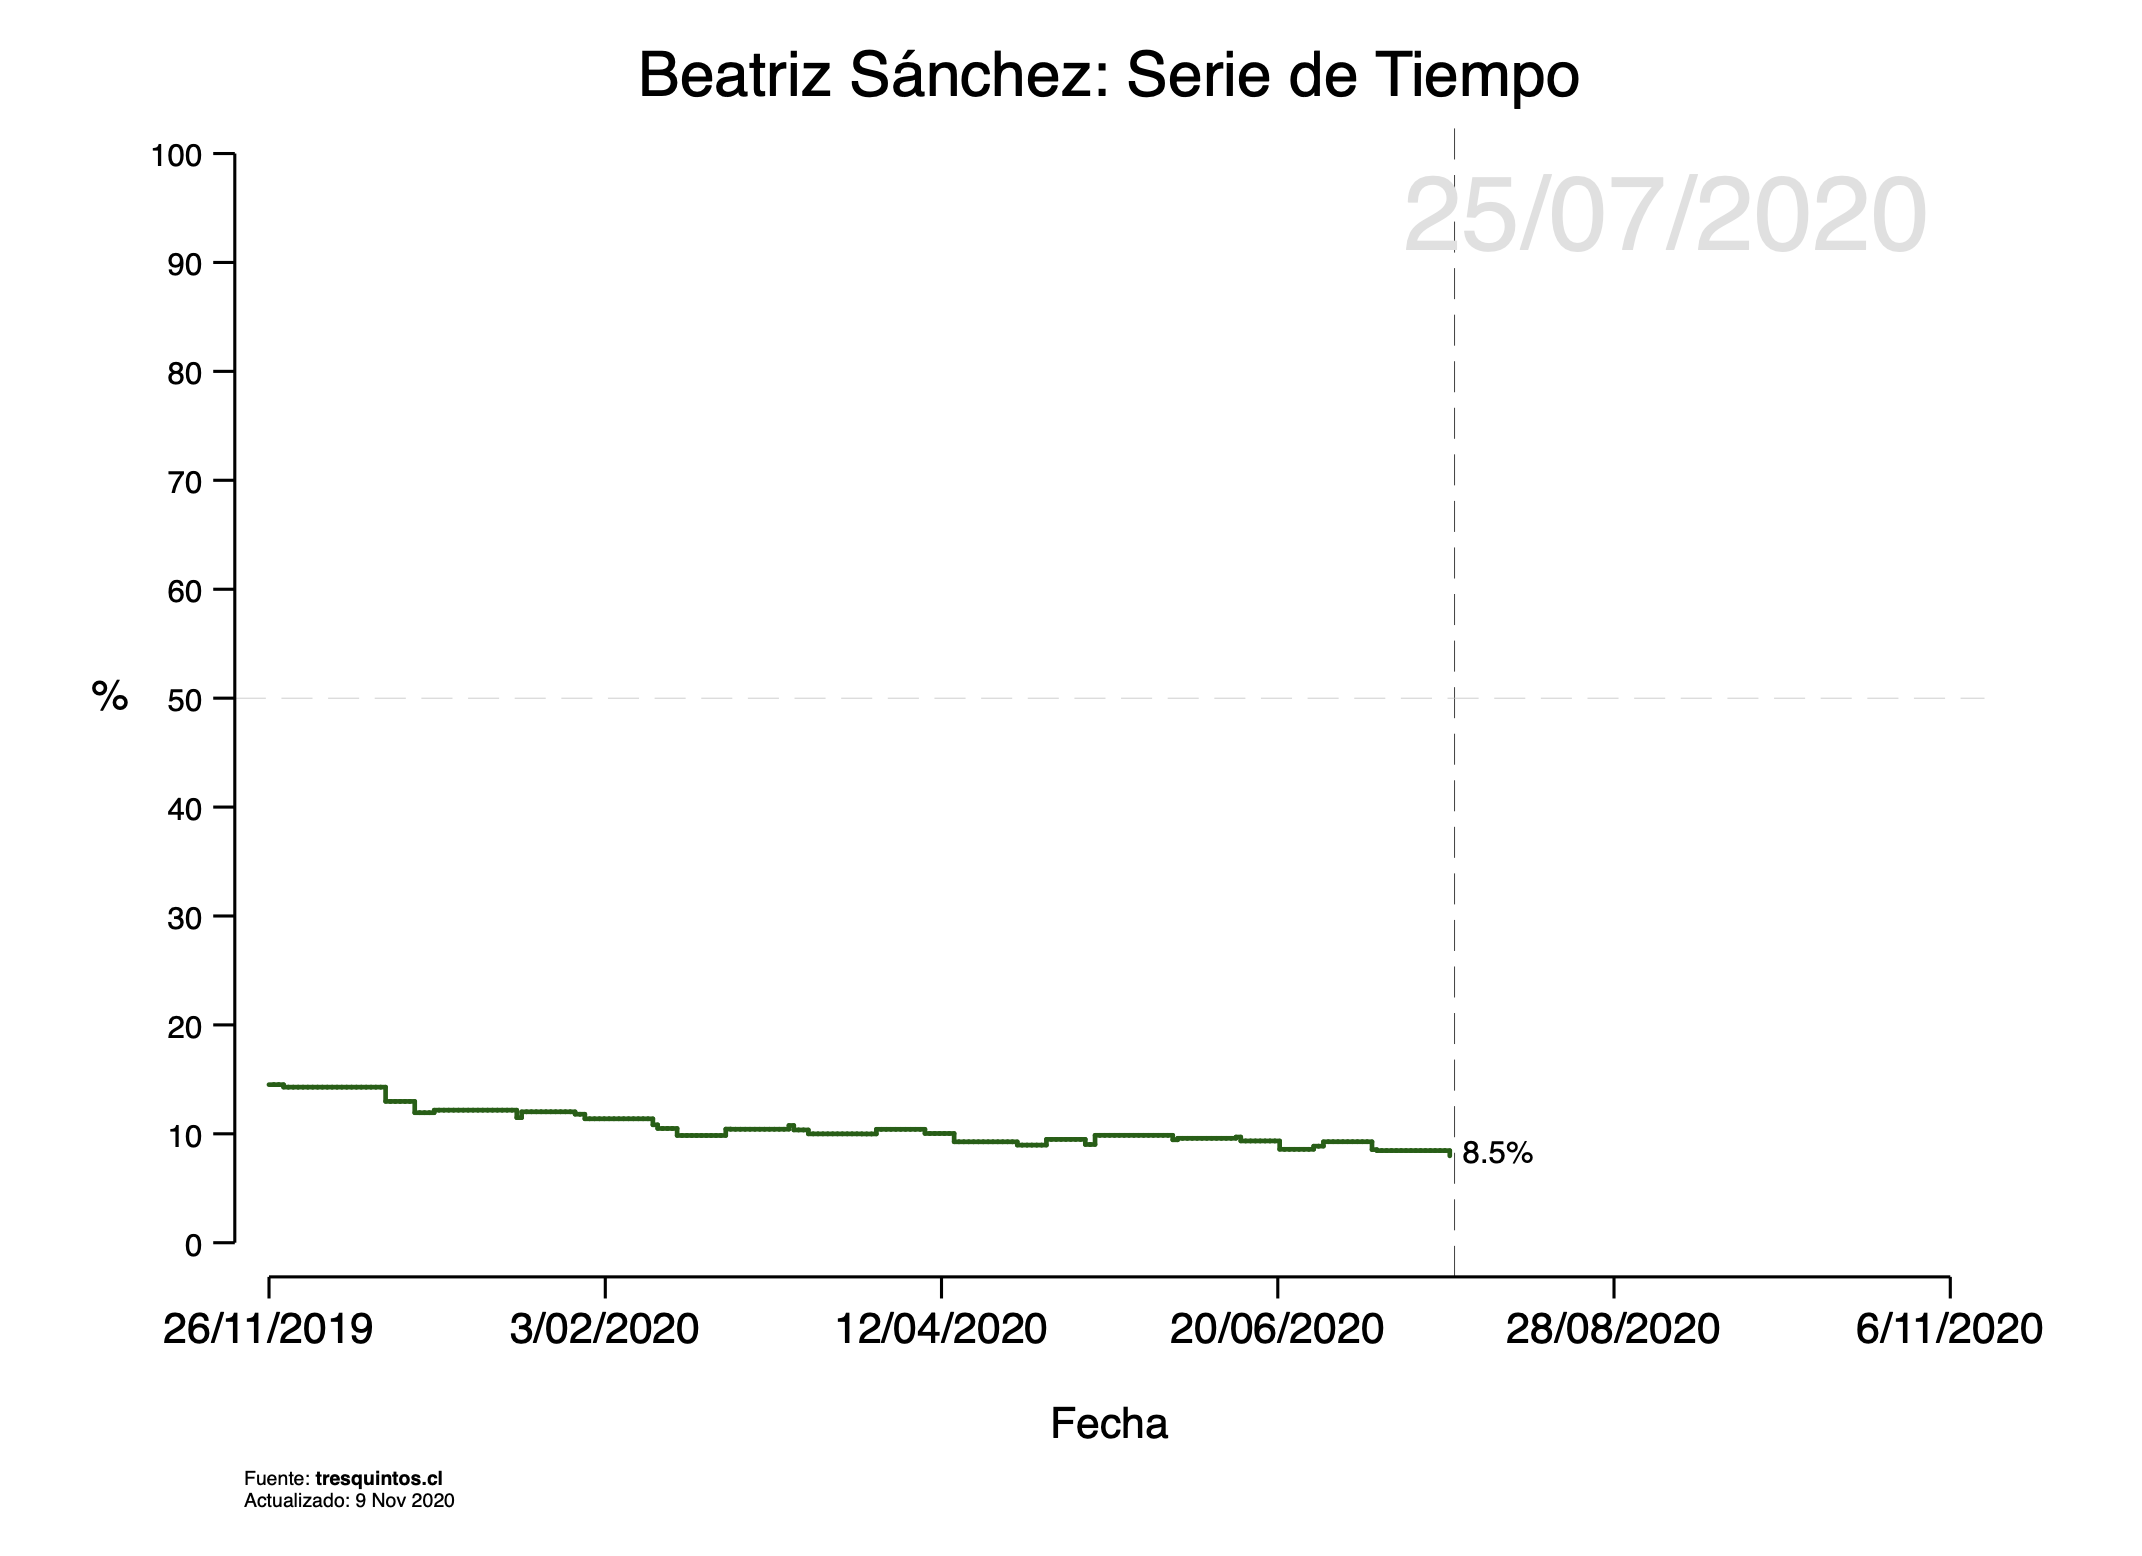 Beatriz Sánchez: Serie de Tiempo
25/07/2020
100
90
80
70
60
50
40
30
20
10
0
%
8.5%
26/11/2019 3/02/2020 12/04/2020 20/06/2020 28/08/2020 6/11/2020
Fecha
Fuente: tresquintos.cl
Actualizado: 9 Nov 2020